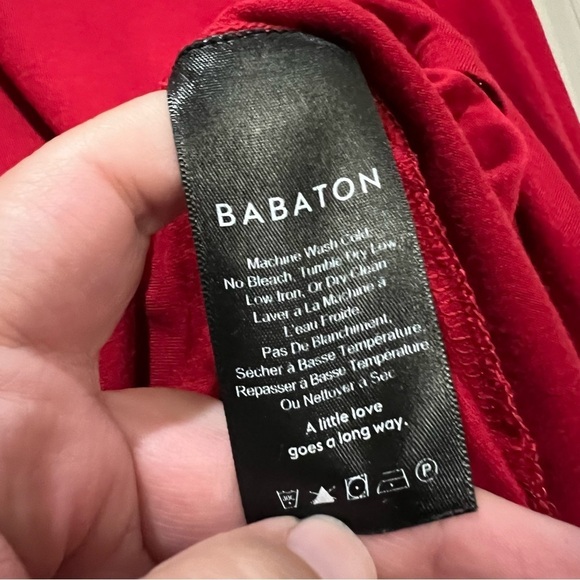 BABATON
Machine Wash Cold,
No Bleach, Tumble Dry Low,
Low Iron, Or Dry Clean
Laver à La Machine à
L'eau Froide,
Pas De Blanchiment,
Sécher à Basse Température,
Repasser à Basse Température
Ou Nettoyer à Sec
A little love
goes a long way.
P